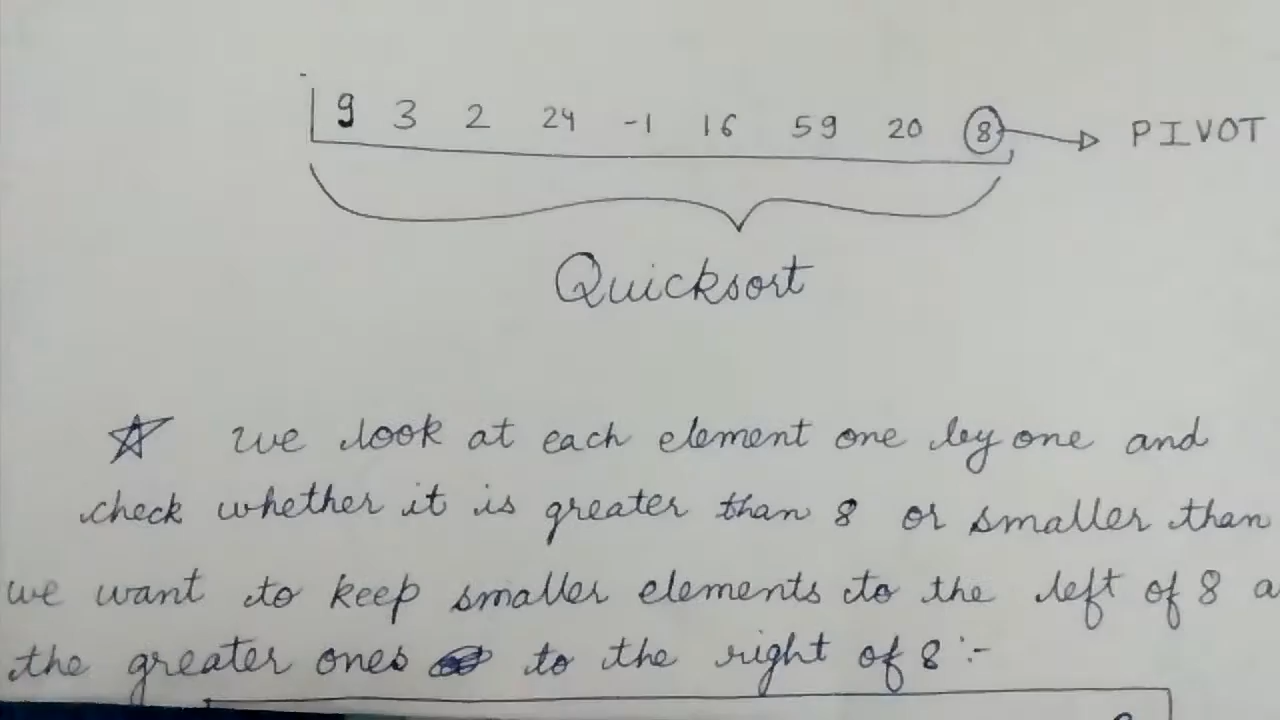 9 3 2 24 -1 16 59 20 8 PIVOT
Quicksort
we look at each element one by one and
check whether it is greater than 8 or smaller than
we want to keep smaller elements to the left of 8 a
the greater ones to the right of 8 :-